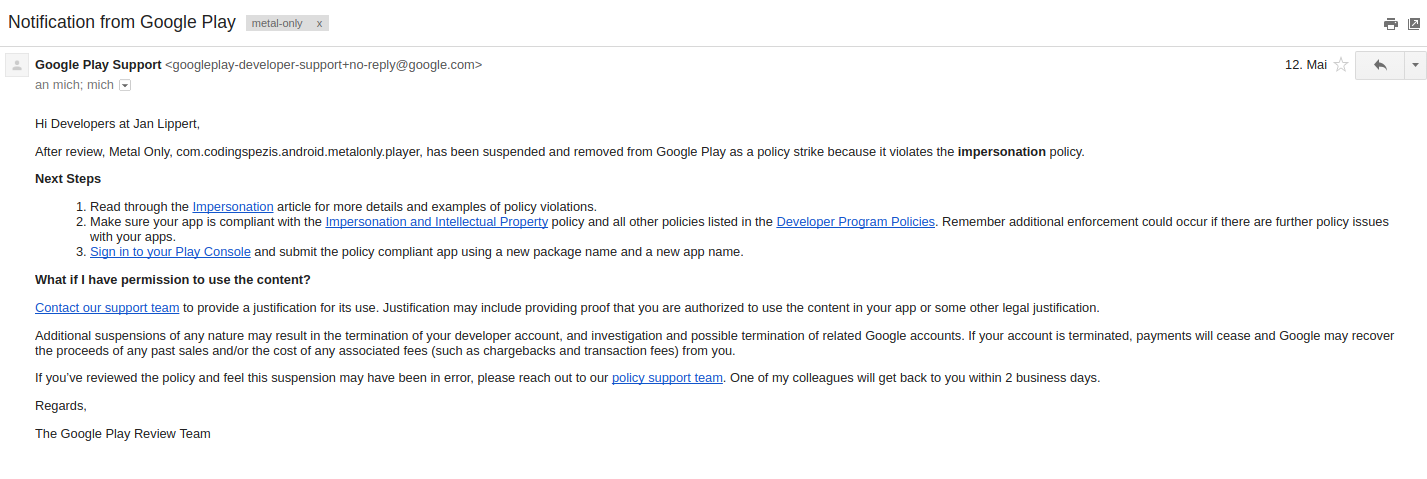 Notification from Google Play metal-only x
Google Play Support <googleplay-developer-support+no-reply@google.com> 12. Mai
an mich; mich
Hi Developers at Jan Lippert,
After review, Metal Only, com.codingspezis.android.metalonly.player, has been suspended and removed from Google Play as a policy strike because it violates the impersonation policy.
Next Steps
1. Read through the Impersonation article for more details and examples of policy violations.
2. Make sure your app is compliant with the Impersonation and Intellectual Property policy and all other policies listed in the Developer Program Policies. Remember additional enforcement could occur if there are further policy issues
with your apps.
3. Sign in to your Play Console and submit the policy compliant app using a new package name and a new app name.
What if I have permission to use the content?
Contact our support team to provide a justification for its use. Justification may include providing proof that you are authorized to use the content in your app or some other legal justification.
Additional suspensions of any nature may result in the termination of your developer account, and investigation and possible termination of related Google accounts. If your account is terminated, payments will cease and Google may recover
the proceeds of any past sales and/or the cost of any associated fees (such as chargebacks and transaction fees) from you.
If you've reviewed the policy and feel this suspension may have been in error, please reach out to our policy support team. One of my colleagues will get back to you within 2 business days.
Regards,
The Google Play Review Team